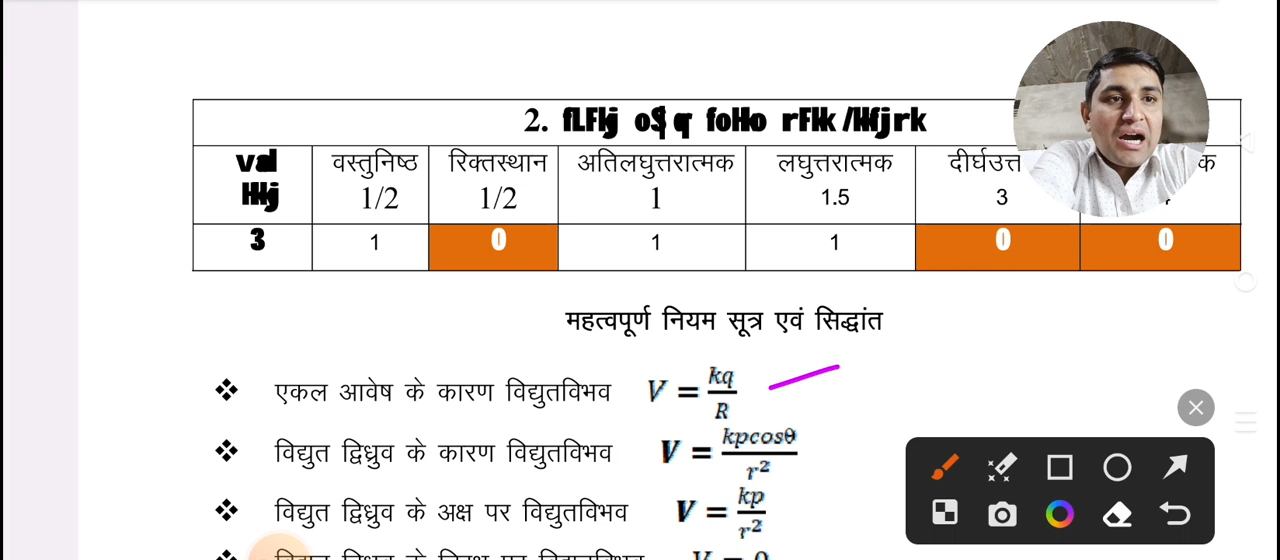 2. fLFkj oS|qr foHko rFkk /kkfjrk
vad वस्तुनिष्ठ रिक्तस्थान अतिलघुत्तरात्मक लघुत्तरात्मक दीर्घउत्त क
Hkkj 1/2 1/2 1 1.5 3
3 1 0 1 1 0 0
महत्वपूर्ण नियम सूत्र एवं सिद्धांत
❖ एकल आवेष के कारण विद्युतविभव V = kq/R
❖ विद्युत द्विध्रुव के कारण विद्युतविभव V = kpcosθ/r²
❖ विद्युत द्विध्रुव के अक्ष पर विद्युतविभव V = kp/r²